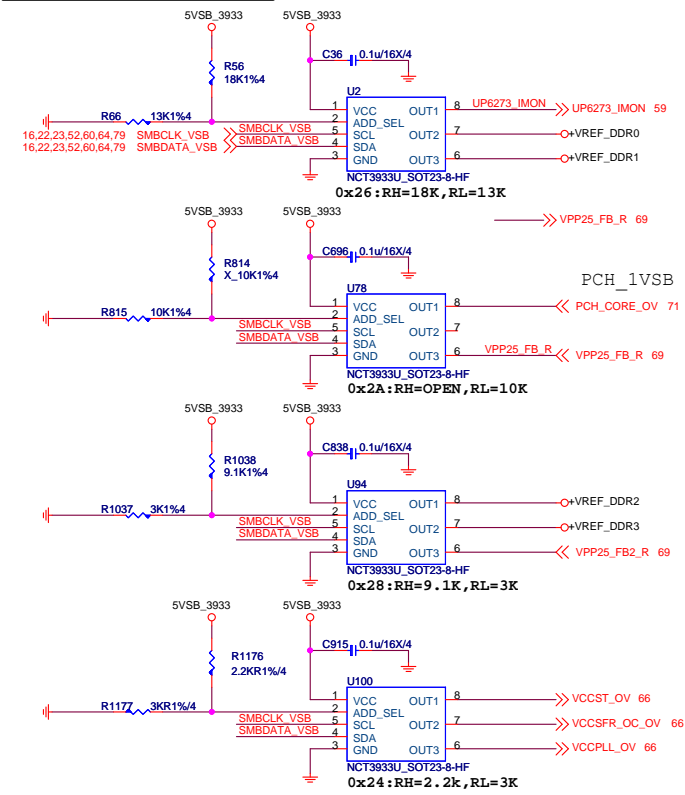 5VSB_3933 5VSB_3933
C36 0.1u/16X/4
R56
18K1%4
U2
R66 13K1%4
1 VCC OUT1 8 UP6273_IMON UP6273_IMON 59
2 ADD_SEL
16,22,23,52,60,64,79 SMBCLK_VSB SMBCLK_VSB 5 SCL OUT2 7 +VREF_DDR0
16,22,23,52,60,64,79 SMBDATA_VSB SMBDATA_VSB 4 SDA
3 GND OUT3 6 +VREF_DDR1
NCT3933U_SOT23-8-HF
0x26:RH=18K,RL=13K
5VSB_3933 5VSB_3933
VPP25_FB_R 69
C696 0.1u/16X/4
R814
X_10K1%4
PCH_1VSB
U78
R815 10K1%4
1 VCC OUT1 8 PCH_CORE_OV 71
2 ADD_SEL
SMBCLK_VSB 5 SCL OUT2 7
SMBDATA_VSB 4 SDA
3 GND OUT3 6 VPP25_FB_R VPP25_FB_R 69
NCT3933U_SOT23-8-HF
0x2A:RH=OPEN,RL=10K
5VSB_3933 5VSB_3933
C838 0.1u/16X/4
R1038
9.1K1%4
U94
R1037 3K1%4
1 VCC OUT1 8 +VREF_DDR2
2 ADD_SEL
SMBCLK_VSB 5 SCL OUT2 7 +VREF_DDR3
SMBDATA_VSB 4 SDA
3 GND OUT3 6 VPP25_FB2_R 69
NCT3933U_SOT23-8-HF
0x28:RH=9.1K,RL=3K
5VSB_3933 5VSB_3933
C915 0.1u/16X/4
R1176
2.2KR1%/4
U100
R1177 3KR1%/4
1 VCC OUT1 8 VCCST_OV 66
2 ADD_SEL
SMBCLK_VSB 5 SCL OUT2 7 VCCSFR_OC_OV 66
SMBDATA_VSB 4 SDA
3 GND OUT3 6 VCCPLL_OV 66
NCT3933U_SOT23-8-HF
0x24:RH=2.2k,RL=3K